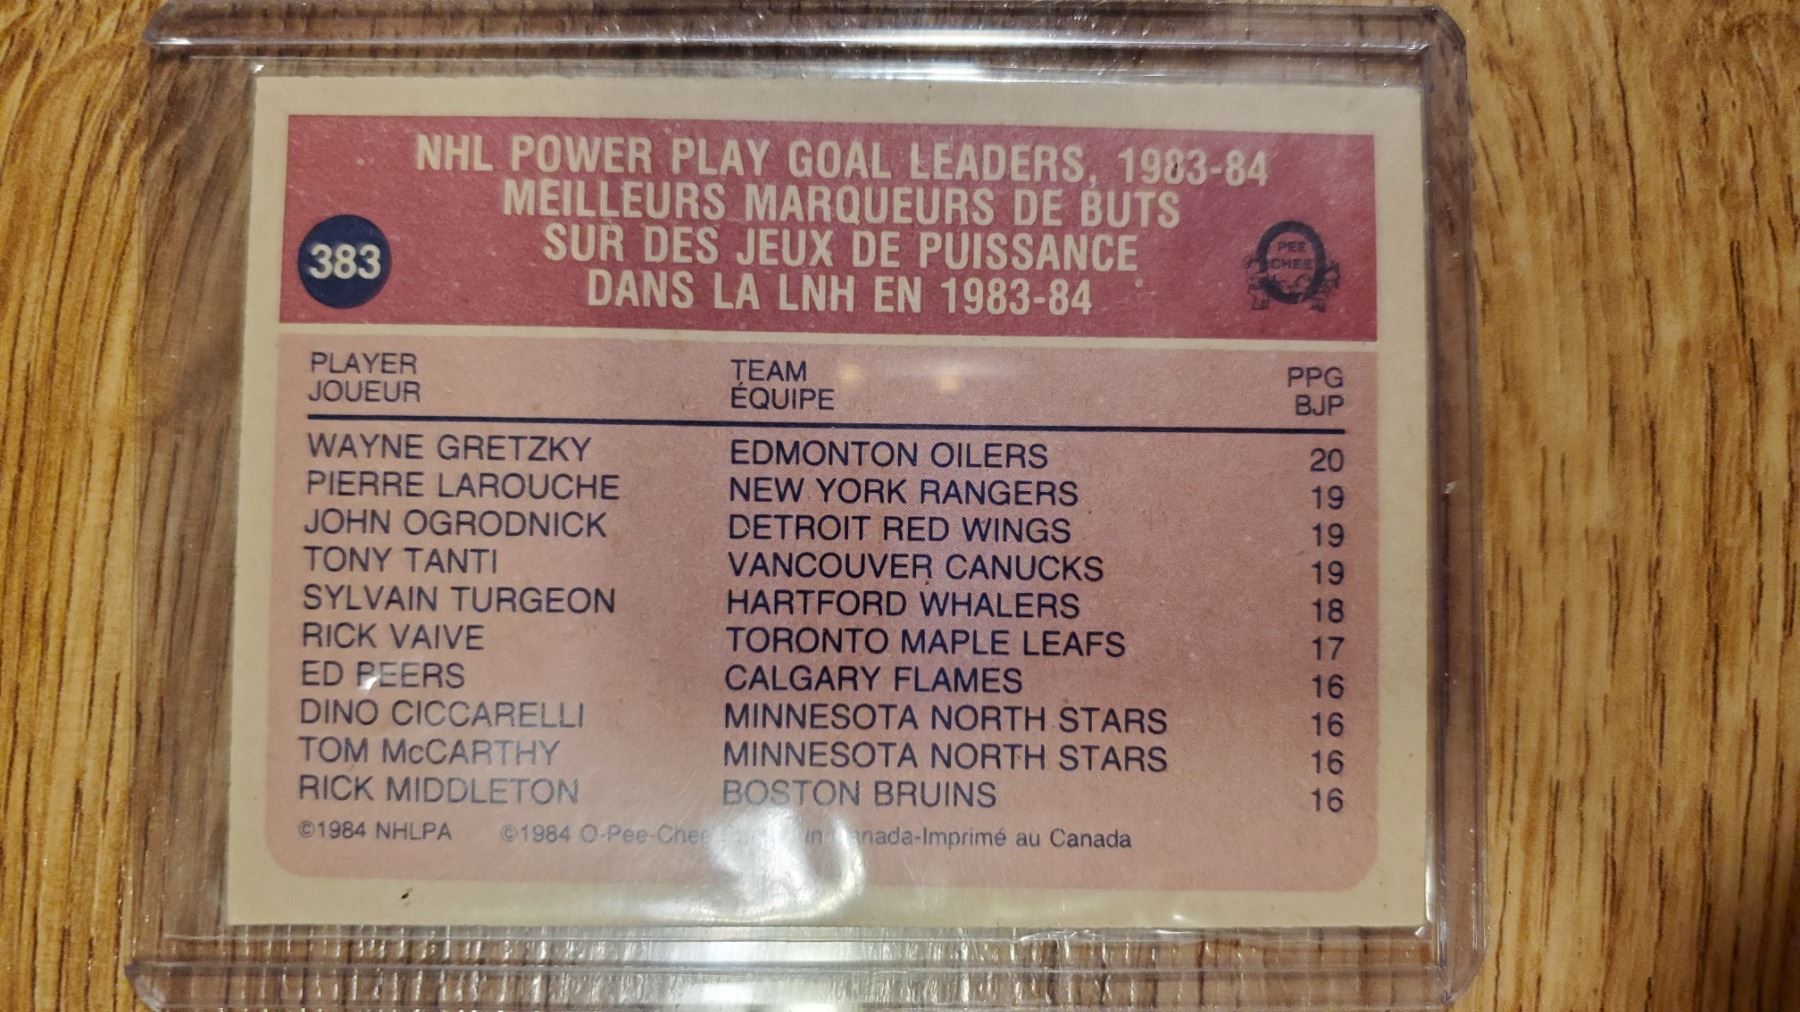 NHL POWER PLAY GOAL LEADERS, 1983-84
MEILLEURS MARQUEURS DE BUTS
SUR DES JEUX DE PUISSANCE
DANS LA LNH EN 1983-84
383
O
PEE
CHEE
PLAYER TEAM PPG
JOUEUR ÉQUIPE BJP
WAYNE GRETZKY EDMONTON OILERS 20
PIERRE LAROUCHE NEW YORK RANGERS 19
JOHN OGRODNICK DETROIT RED WINGS 19
TONY TANTI VANCOUVER CANUCKS 19
SYLVAIN TURGEON HARTFORD WHALERS 18
RICK VAIVE TORONTO MAPLE LEAFS 17
ED BEERS CALGARY FLAMES 16
DINO CICCARELLI MINNESOTA NORTH STARS 16
TOM McCARTHY MINNESOTA NORTH STARS 16
RICK MIDDLETON BOSTON BRUINS 16
©1984 NHLPA ©1984 O-Pee-Chee in Canada-Imprimé au Canada